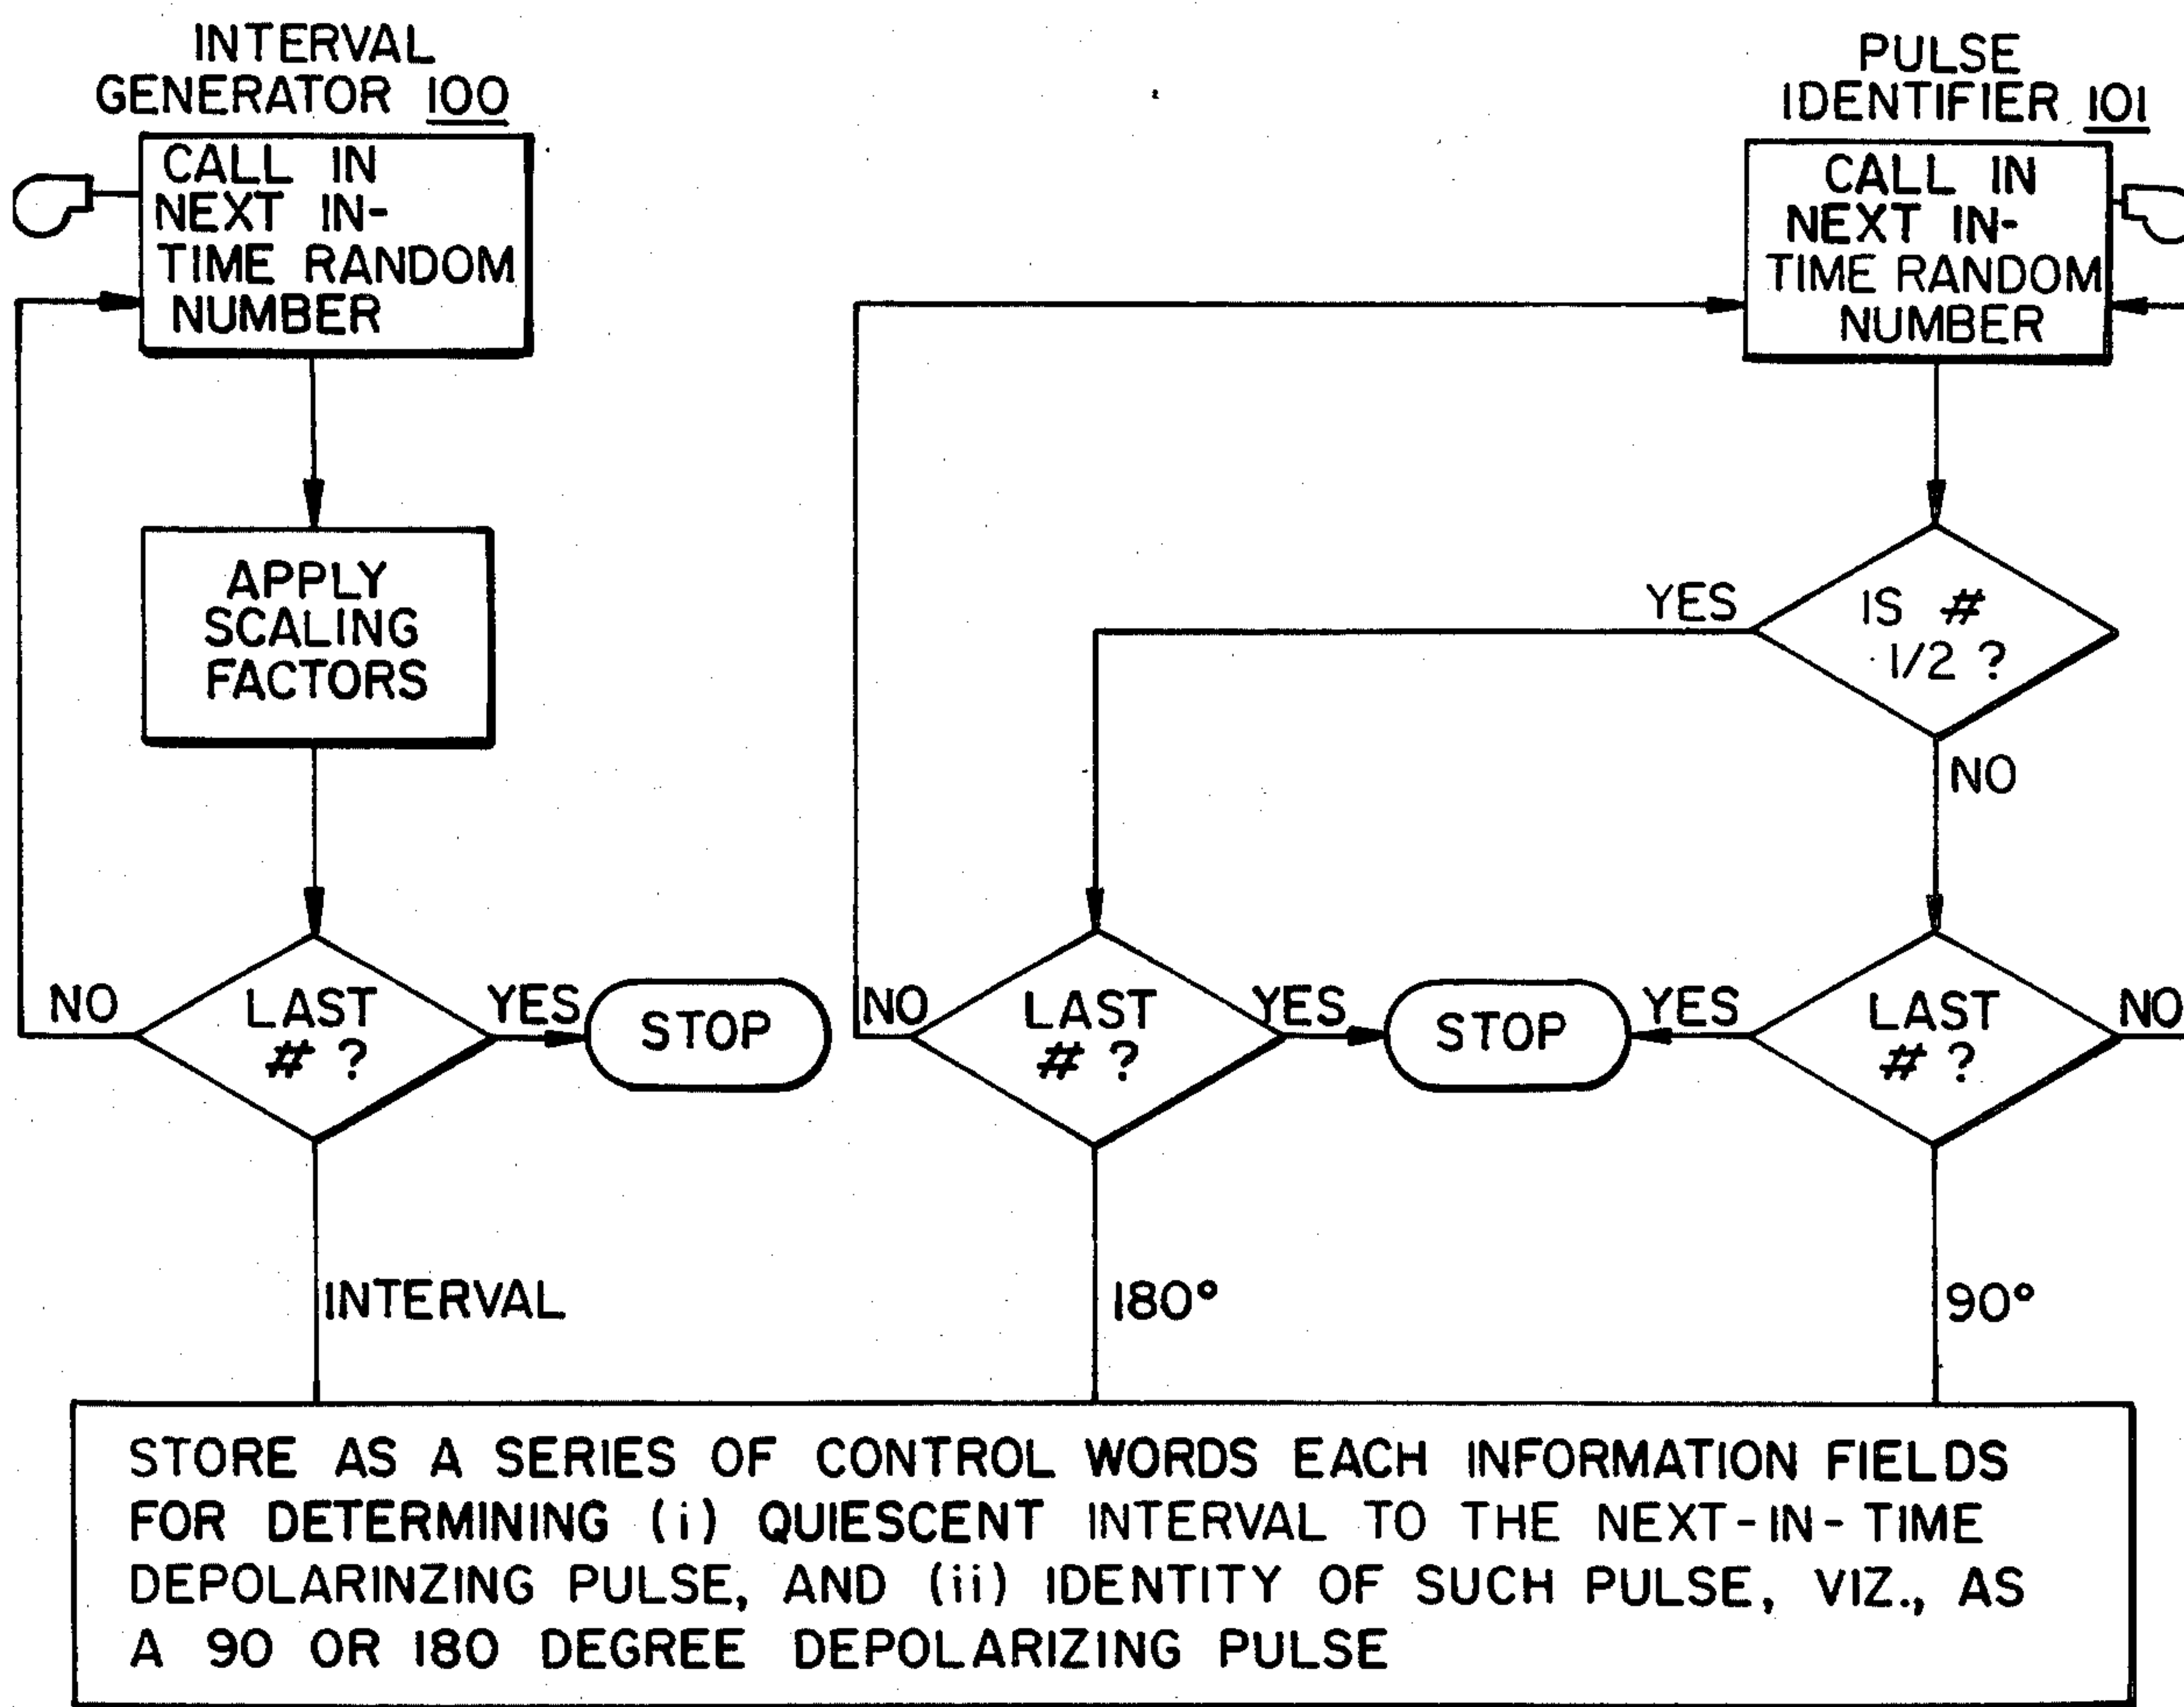 INTERVAL
GENERATOR 100
CALL IN
NEXT IN-
TIME RANDOM
NUMBER
APPLY
SCALING
FACTORS
NO
LAST
# ?
YES
STOP
INTERVAL
PULSE
IDENTIFIER 101
CALL IN
NEXT IN-
TIME RANDOM
NUMBER
YES
IS #
1/2 ?
NO
NO
LAST
# ?
YES
STOP
YES
LAST
# ?
NO
180°
90°
STORE AS A SERIES OF CONTROL WORDS EACH INFORMATION FIELDS
FOR DETERMINING (i) QUIESCENT INTERVAL TO THE NEXT-IN-TIME
DEPOLARINZING PULSE, AND (ii) IDENTITY OF SUCH PULSE, VIZ., AS
A 90 OR 180 DEGREE DEPOLARIZING PULSE